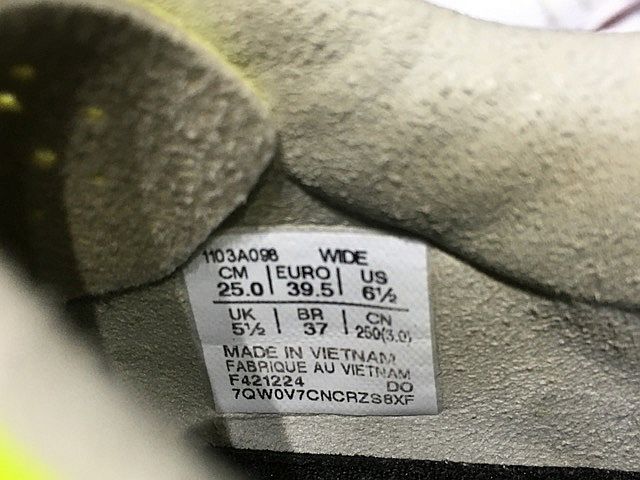 1103A098 WIDE
CM | EURO | US
25.0 | 39.5 | 6½
UK | BR | CN
5½ | 37 | 250(3.0)
MADE IN VIETNAM
FABRIQUE AU VIETNAM
F421224 DO
7QW0V7CNCRZS8XF